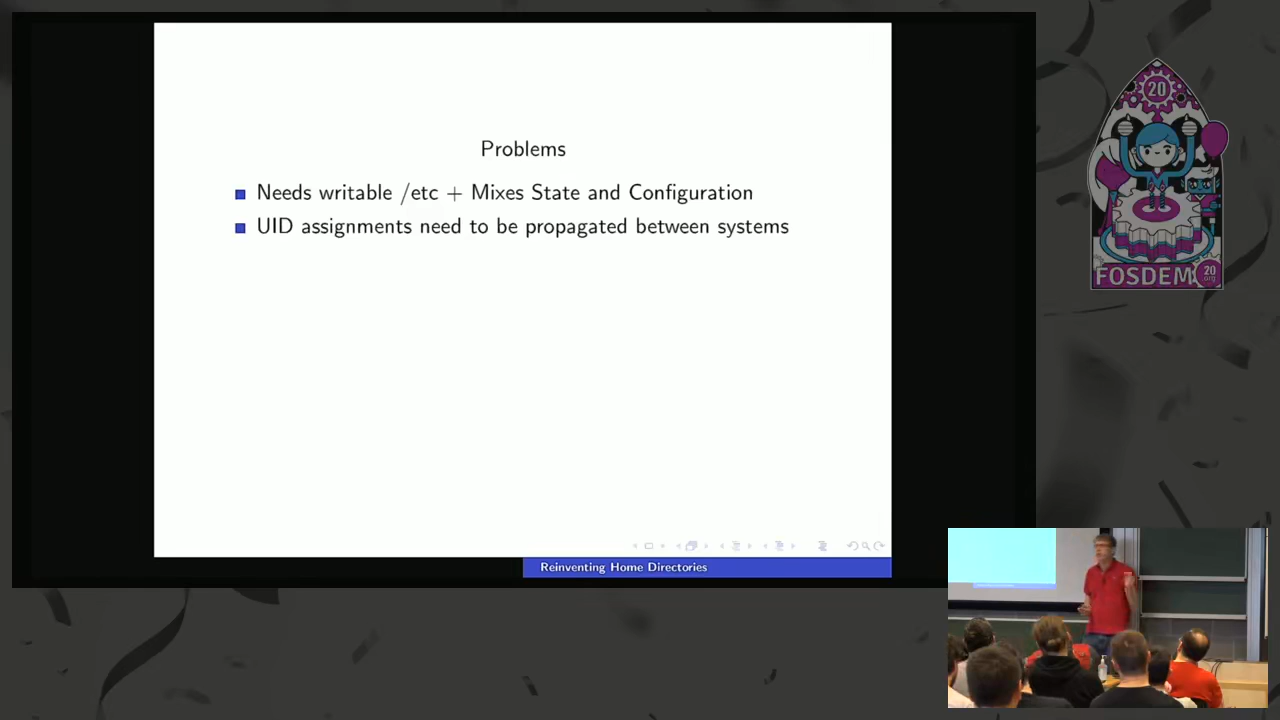 Problems
Needs writable /etc + Mixes State and Configuration
UID assignments need to be propagated between systems
Reinventing Home Directories
20
FOSDEM
20
.org